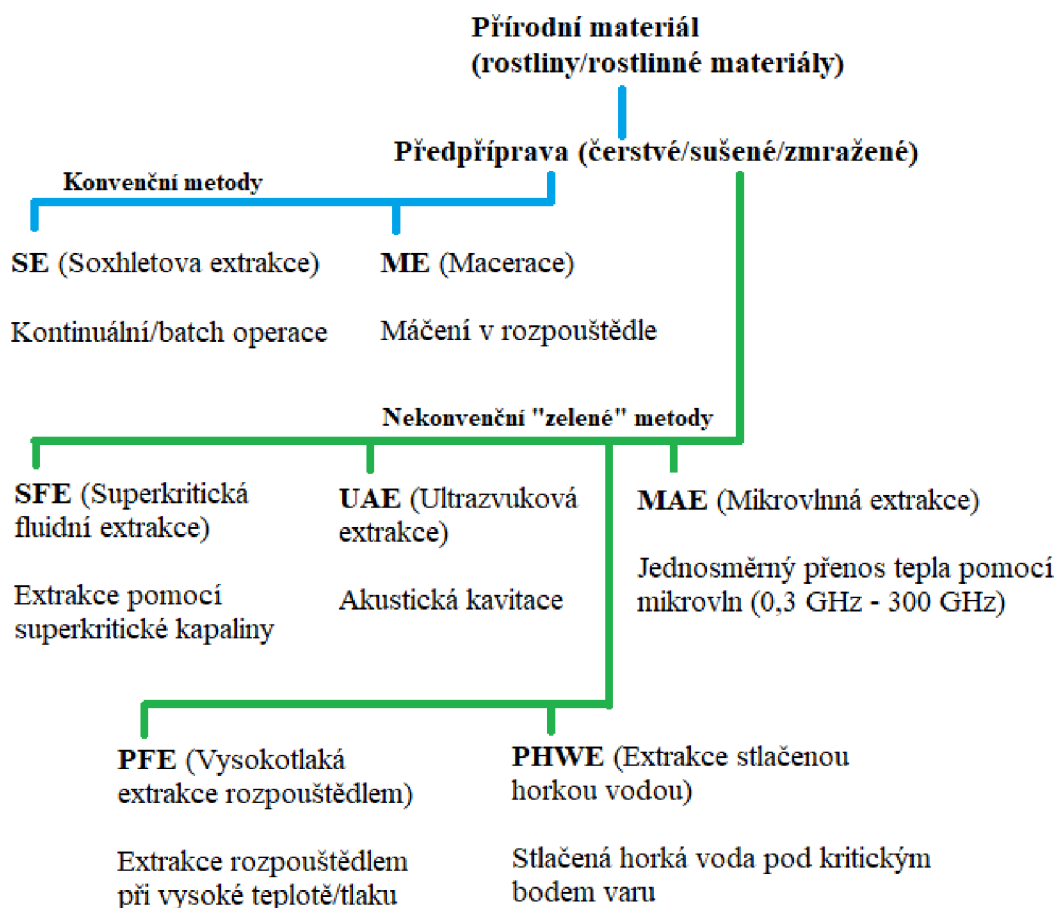 Přírodní materiál
(rostliny/rostlinné materiály)
Předpříprava (čerstvé/sušené/zmražené)
Konvenční metody
SE (Soxhletova extrakce)
Kontinuální/batch operace
ME (Macerace)
Máčení v rozpouštědle
Nekonvenční "zelené" metody
SFE (Superkritická
fluidní extrakce)
Extrakce pomocí
superkritické kapaliny
UAE (Ultrazvuková
extrakce)
Akustická kavitace
MAE (Mikrovlnná extrakce)
Jednosměrný přenos tepla pomocí
mikrovln (0,3 GHz - 300 GHz)
PFE (Vysokotlaká
extrakce rozpouštědlem)
Extrakce rozpouštědlem
při vysoké teplotě/tlaku
PHWE (Extrakce stlačenou
horkou vodou)
Stlačená horká voda pod kritickým
bodem varu